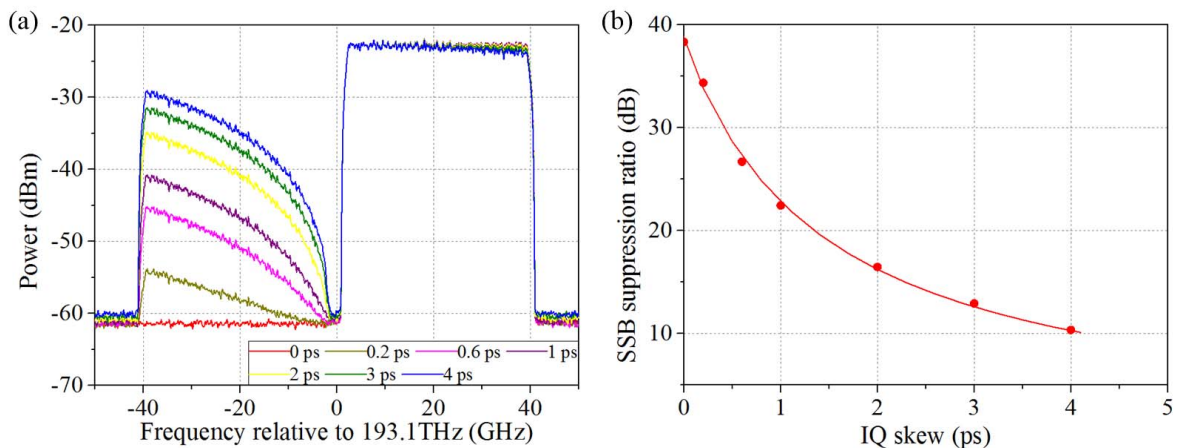 (a)
-20
-30
-40
-50
-60
-70
Power (dBm)
0 ps 0.2 ps 0.6 ps 1 ps
2 ps 3 ps 4 ps
-40 -20 0 20 40
Frequency relative to 193.1THz (GHz)
(b)
40
30
20
10
SSB suppression ratio (dB)
0 1 2 3 4 5
IQ skew (ps)